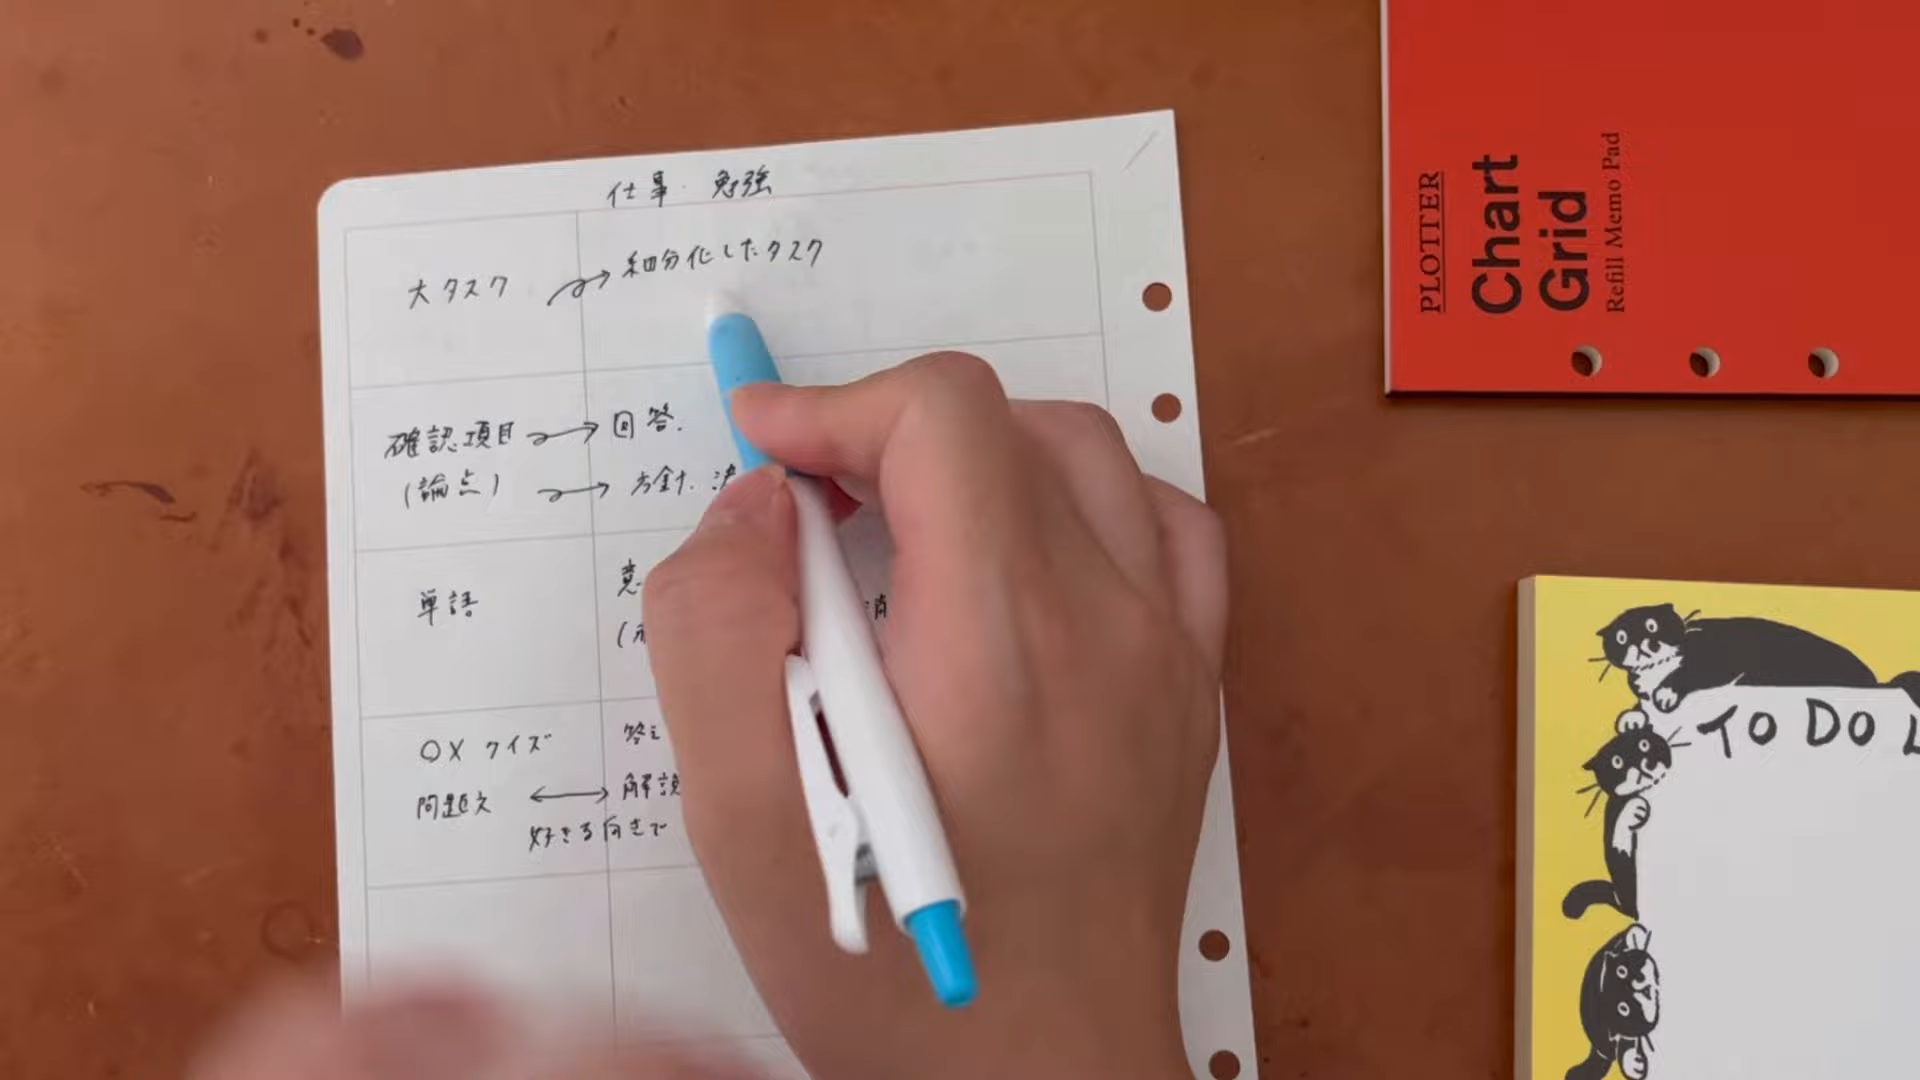 仕事・勉強
大タスク → 細分化したタスク
確認項目 → 回答.
(論点) → 方針.
単語
消
○× クイズ 答え
問題文 ↔ 解説
好きな向きで
PLOTTER
Chart
Grid
Refill Memo Pad
TO DO L